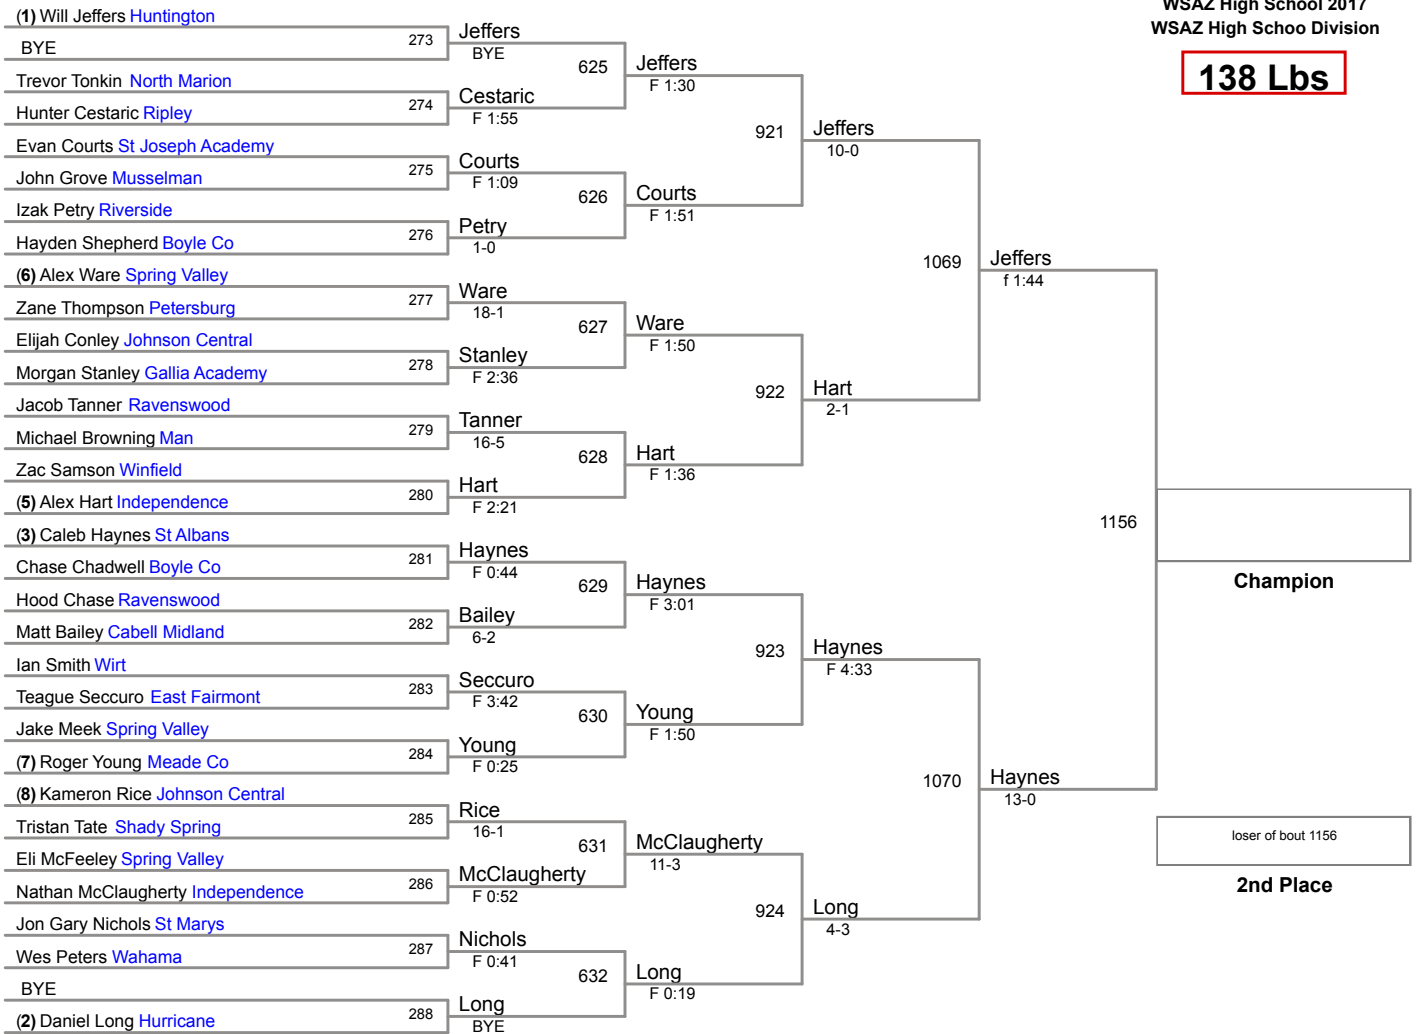 WSAZ High School 2017
WSAZ High Schoo Division
138 Lbs
(1) Will Jeffers Huntington
BYE
273
Jeffers
BYE
Trevor Tonkin North Marion
Hunter Cestaric Ripley
274
Cestaric
F 1:55
625
Jeffers
F 1:30
Evan Courts St Joseph Academy
John Grove Musselman
275
Courts
F 1:09
Izak Petry Riverside
Hayden Shepherd Boyle Co
276
Petry
1-0
626
Courts
F 1:51
921
Jeffers
10-0
(6) Alex Ware Spring Valley
Zane Thompson Petersburg
277
Ware
18-1
Elijah Conley Johnson Central
Morgan Stanley Gallia Academy
278
Stanley
F 2:36
627
Ware
F 1:50
Jacob Tanner Ravenswood
Michael Browning Man
279
Tanner
16-5
Zac Samson Winfield
(5) Alex Hart Independence
280
Hart
F 2:21
628
Hart
F 1:36
922
Hart
2-1
1069
Jeffers
f 1:44
(3) Caleb Haynes St Albans
Chase Chadwell Boyle Co
281
Haynes
F 0:44
Hood Chase Ravenswood
Matt Bailey Cabell Midland
282
Bailey
6-2
629
Haynes
F 3:01
Ian Smith Wirt
Teague Seccuro East Fairmont
283
Seccuro
F 3:42
Jake Meek Spring Valley
(7) Roger Young Meade Co
284
Young
F 0:25
630
Young
F 1:50
923
Haynes
F 4:33
(8) Kameron Rice Johnson Central
Tristan Tate Shady Spring
285
Rice
16-1
Eli McFeeley Spring Valley
Nathan McClaugherty Independence
286
McClaugherty
F 0:52
631
McClaugherty
11-3
Jon Gary Nichols St Marys
Wes Peters Wahama
287
Nichols
F 0:41
BYE
(2) Daniel Long Hurricane
288
Long
BYE
632
Long
F 0:19
924
Long
4-3
1070
Haynes
13-0
1156
Champion
loser of bout 1156
2nd Place